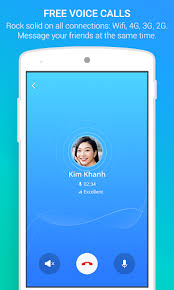 FREE VOICE CALLS
Rock solid on all connections: Wifi, 4G, 3G, 2G.
Message your friends at the same time.
Kim Khanh
02:34
Excellent